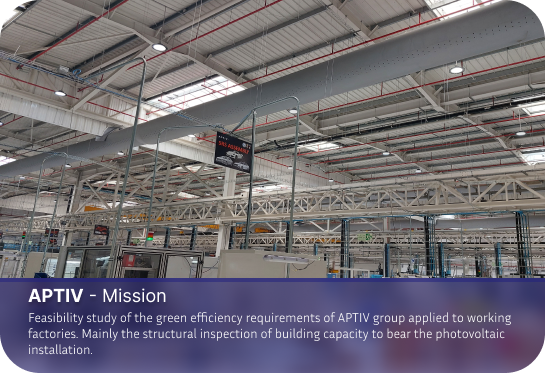 APTIV - Mission
Feasibility study of the green efficiency requirements of APTIV group applied to working
factories. Mainly the structural inspection of building capacity to bear the photovoltaic
installation.